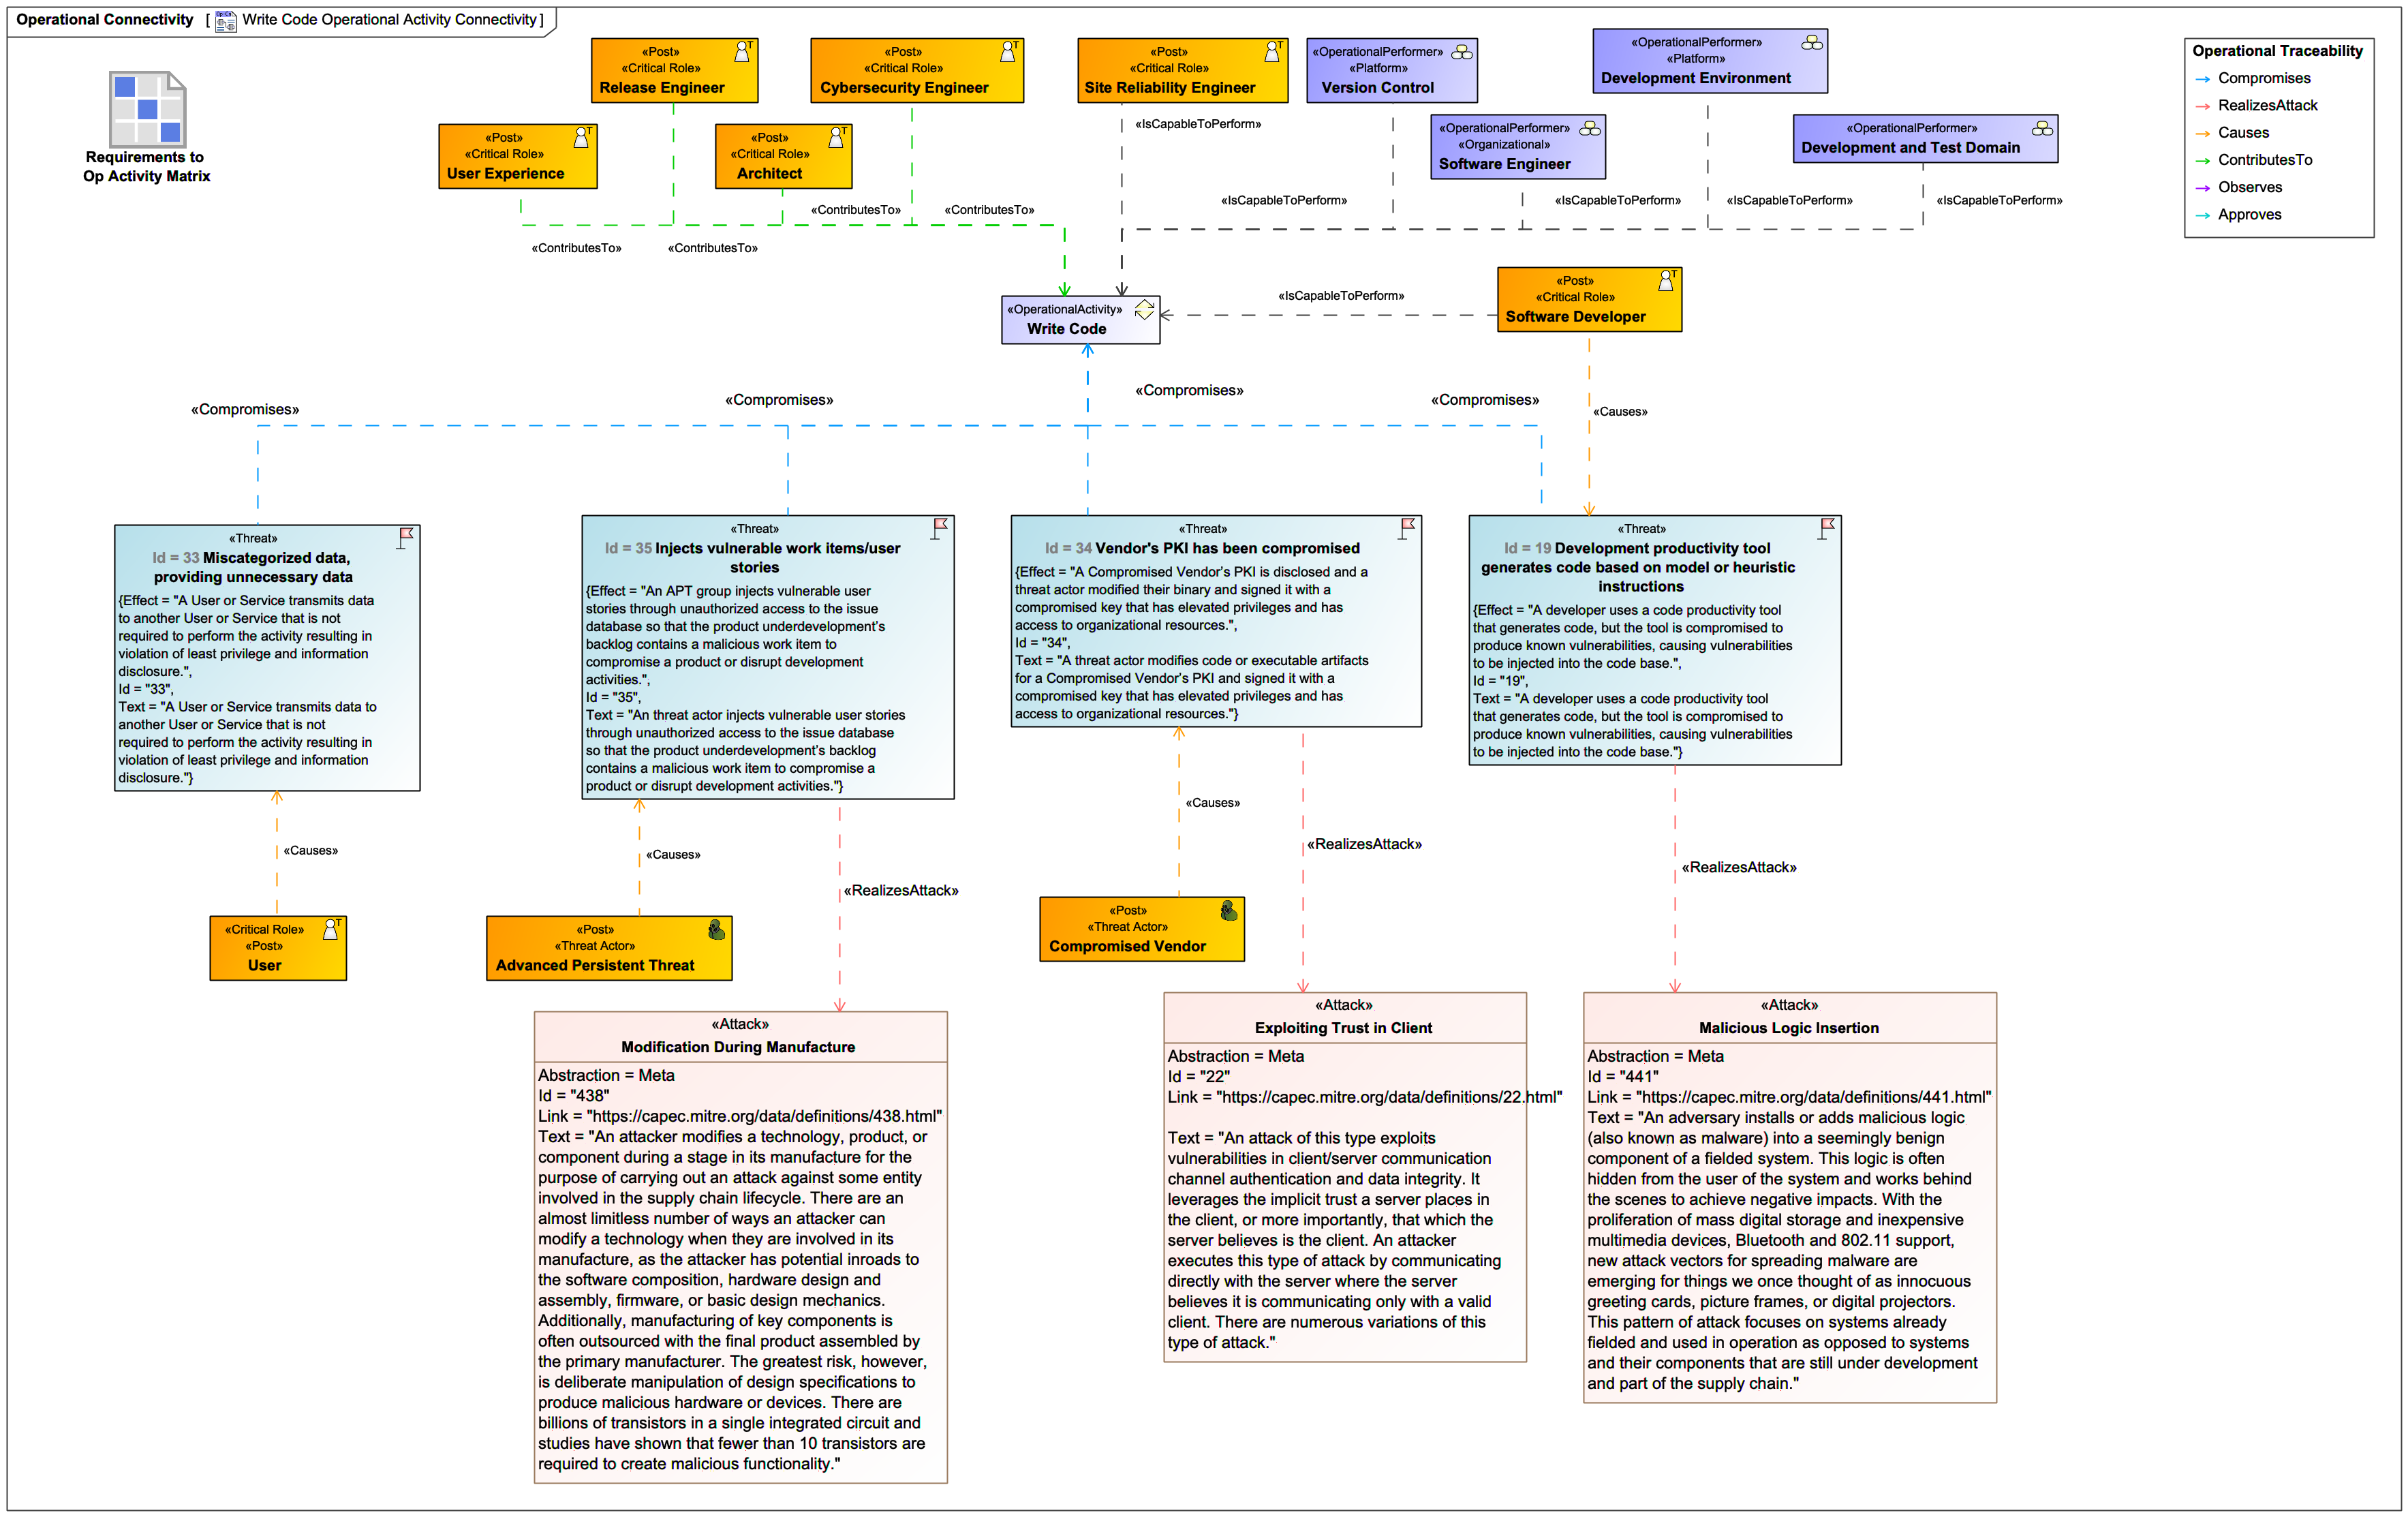 Operational Connectivity [ Write Code Operational Activity Connectivity ]
Requirements to
Op Activity Matrix
«Post»
«Critical Role»
Release Engineer
«Post»
«Critical Role»
Cybersecurity Engineer
«Post»
«Critical Role»
Site Reliability Engineer
«OperationalPerformer»
«Platform»
Version Control
«OperationalPerformer»
«Platform»
Development Environment
«Post»
«Critical Role»
User Experience
«Post»
«Critical Role»
Architect
«OperationalPerformer»
«Organizational»
Software Engineer
«OperationalPerformer»
Development and Test Domain
Operational Traceability
Compromises
RealizesAttack
Causes
ContributesTo
Observes
Approves
«IsCapableToPerform»
«IsCapableToPerform»
«IsCapableToPerform»
«IsCapableToPerform»
«IsCapableToPerform»
«ContributesTo»
«ContributesTo»
«ContributesTo»
«ContributesTo»
«OperationalActivity»
Write Code
«IsCapableToPerform»
«Post»
«Critical Role»
Software Developer
«Compromises»
«Compromises»
«Compromises»
«Compromises»
«Causes»
«Threat»
Id = 33 Miscategorized data,
providing unnecessary data
{Effect = "A User or Service transmits data
to another User or Service that is not
required to perform the activity resulting in
violation of least privilege and information
disclosure.",
Id = "33",
Text = "A User or Service transmits data to
another User or Service that is not
required to perform the activity resulting in
violation of least privilege and information
disclosure."}
«Threat»
Id = 35 Injects vulnerable work items/user
stories
{Effect = "An APT group injects vulnerable user
stories through unauthorized access to the issue
database so that the product underdevelopment's
backlog contains a malicious work item to
compromise a product or disrupt development
activities.",
Id = "35",
Text = "An threat actor injects vulnerable user stories
through unauthorized access to the issue database
so that the product underdevelopment's backlog
contains a malicious work item to compromise a
product or disrupt development activities."}
«Threat»
Id = 34 Vendor's PKI has been compromised
{Effect = "A Compromised Vendor's PKI is disclosed and a
threat actor modified their binary and signed it with a
compromised key that has elevated privileges and has
access to organizational resources.",
Id = "34",
Text = "A threat actor modifies code or executable artifacts
for a Compromised Vendor's PKI and signed it with a
compromised key that has elevated privileges and has
access to organizational resources."}
«Threat»
Id = 19 Development productivity tool
generates code based on model or heuristic
instructions
{Effect = "A developer uses a code productivity tool
that generates code, but the tool is compromised to
produce known vulnerabilities, causing vulnerabilities
to be injected into the code base.",
Id = "19",
Text = "A developer uses a code productivity tool
that generates code, but the tool is compromised to
produce known vulnerabilities, causing vulnerabilities
to be injected into the code base."}
«Causes»
«Causes»
«RealizesAttack»
«Causes»
«RealizesAttack»
«RealizesAttack»
«Critical Role»
«Post»
User
«Post»
«Threat Actor»
Advanced Persistent Threat
«Post»
«Threat Actor»
Compromised Vendor
«Attack»
Modification During Manufacture
Abstraction = Meta
Id = "438"
Link = "https://capec.mitre.org/data/definitions/438.html"
Text = "An attacker modifies a technology, product, or
component during a stage in its manufacture for the
purpose of carrying out an attack against some entity
involved in the supply chain lifecycle. There are an
almost limitless number of ways an attacker can
modify a technology when they are involved in its
manufacture, as the attacker has potential inroads to
the software composition, hardware design and
assembly, firmware, or basic design mechanics.
Additionally, manufacturing of key components is
often outsourced with the final product assembled by
the primary manufacturer. The greatest risk, however,
is deliberate manipulation of design specifications to
produce malicious hardware or devices. There are
billions of transistors in a single integrated circuit and
studies have shown that fewer than 10 transistors are
required to create malicious functionality."
«Attack»
Exploiting Trust in Client
Abstraction = Meta
Id = "22"
Link = "https://capec.mitre.org/data/definitions/22.html"
Text = "An attack of this type exploits
vulnerabilities in client/server communication
channel authentication and data integrity. It
leverages the implicit trust a server places in
the client, or more importantly, that which the
server believes is the client. An attacker
executes this type of attack by communicating
directly with the server where the server
believes it is communicating only with a valid
client. There are numerous variations of this
type of attack."
«Attack»
Malicious Logic Insertion
Abstraction = Meta
Id = "441"
Link = "https://capec.mitre.org/data/definitions/441.html"
Text = "An adversary installs or adds malicious logic
(also known as malware) into a seemingly benign
component of a fielded system. This logic is often
hidden from the user of the system and works behind
the scenes to achieve negative impacts. With the
proliferation of mass digital storage and inexpensive
multimedia devices, Bluetooth and 802.11 support,
new attack vectors for spreading malware are
emerging for things we once thought of as innocuous
greeting cards, picture frames, or digital projectors.
This pattern of attack focuses on systems already
fielded and used in operation as opposed to systems
and their components that are still under development
and part of the supply chain."